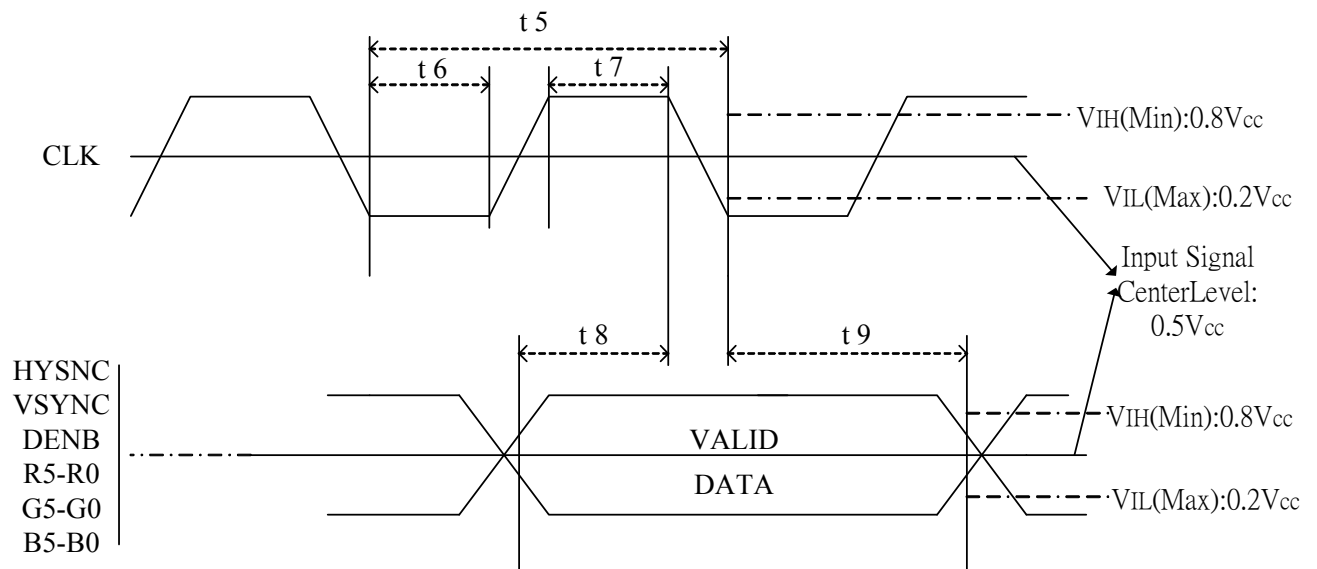 t 5
t 6
t 7
VIH(Min):0.8Vcc
CLK
VIL(Max):0.2Vcc
Input Signal
CenterLevel:
0.5Vcc
t 8
t 9
HYSNC
VSYNC
DENB
R5-R0
G5-G0
B5-B0
VALID
DATA
VIH(Min):0.8Vcc
VIL(Max):0.2Vcc